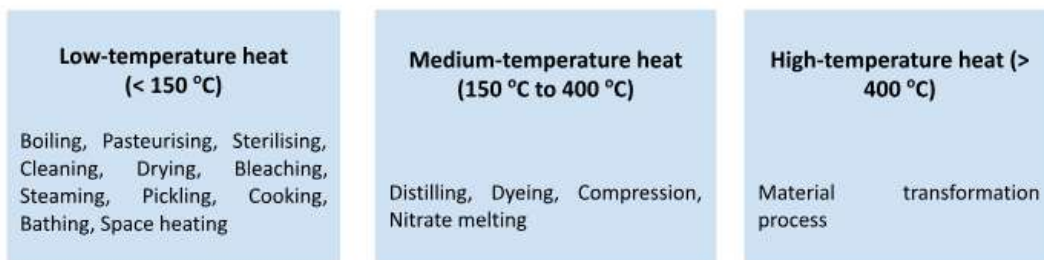 Low-temperature heat
(< 150 °C)
Boiling, Pasteurising, Sterilising,
Cleaning, Drying, Bleaching,
Steaming, Pickling, Cooking,
Bathing, Space heating
Medium-temperature heat
(150 °C to 400 °C)
Distilling, Dyeing, Compression,
Nitrate melting
High-temperature heat (>
400 °C)
Material transformation
process